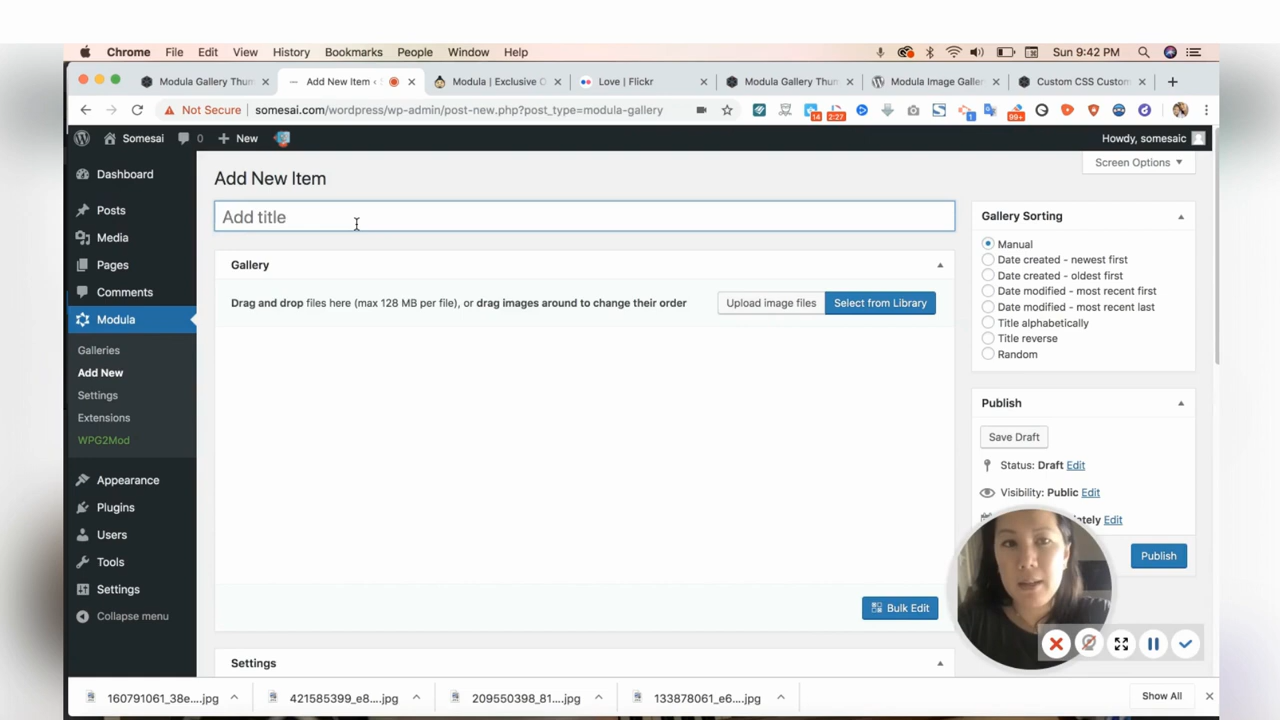 Chrome File Edit View History Bookmarks People Window Help Sun 9:42 PM
Modula Gallery Thum Add New Item ‹ Modula | Exclusive O Love | Flickr Modula Gallery Thum Modula Image Galler Custom CSS Custom
Not Secure somesai.com/wordpress/wp-admin/post-new.php?post_type=modula-gallery
14 2:27 1 99+
Somesai 0 New Howdy, somesaic
Screen Options
Dashboard
Posts
Media
Pages
Comments
Modula
Galleries
Add New
Settings
Extensions
WPG2Mod
Appearance
Plugins
Users
Tools
Settings
Collapse menu
Add New Item
Add title
Gallery
Drag and drop files here (max 128 MB per file), or drag images around to change their order
Upload image files
Select from Library
Bulk Edit
Settings
Gallery Sorting
Manual
Date created - newest first
Date created - oldest first
Date modified - most recent first
Date modified - most recent last
Title alphabetically
Title reverse
Random
Publish
Save Draft
Status: Draft Edit
Visibility: Public Edit
Edit
Publish
160791061_38e....jpg 421585399_e8....jpg 209550398_81....jpg 133878061_e6....jpg Show All